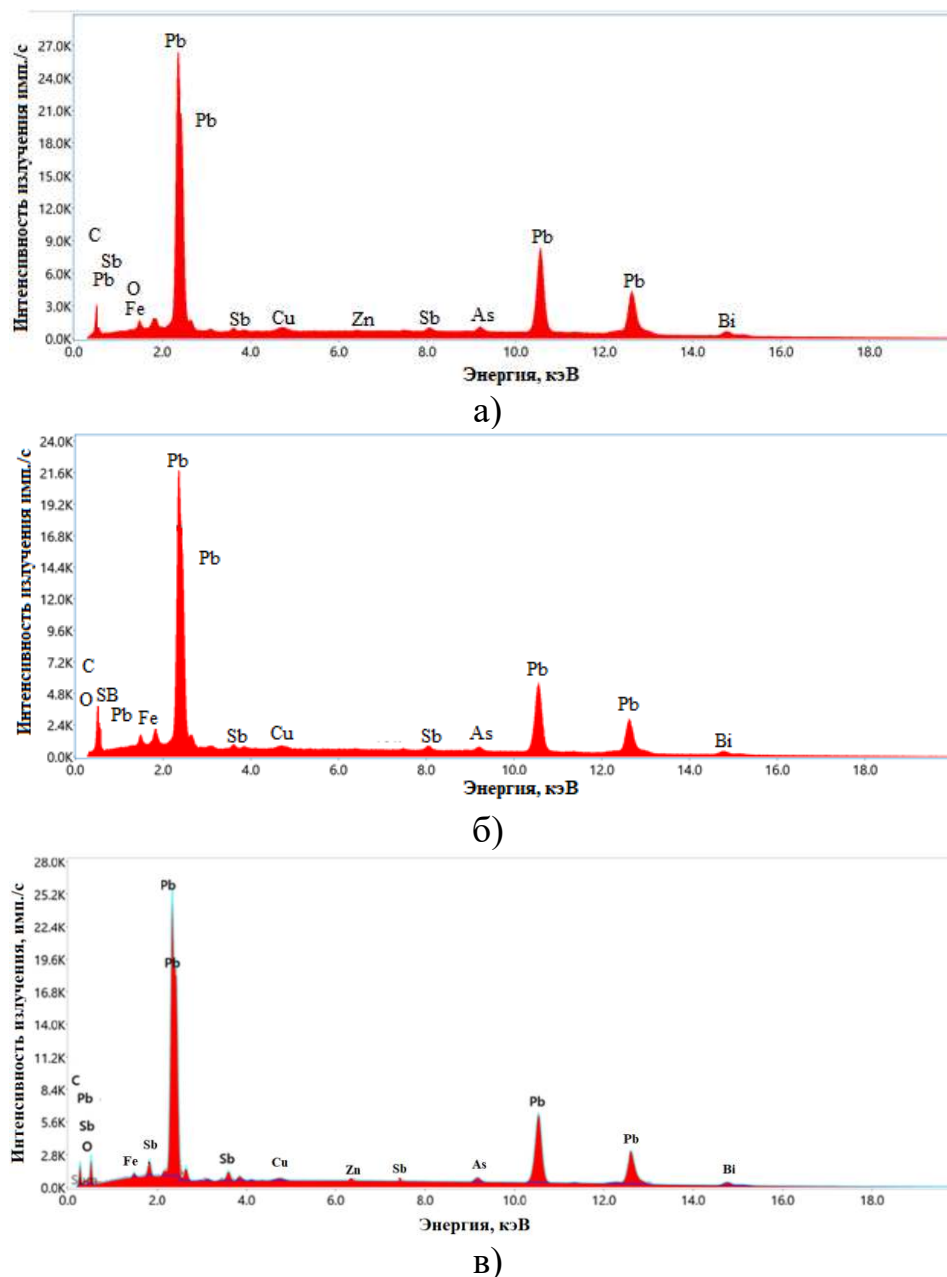 Интенсивность излучения имп./с
27.0K
24.0K
21.0K
18.0K
15.0K
12.0K
9.0K
6.0K
3.0K
0.0K
Pb
Pb
C
Sb
Pb
O
Fe
Sb
Cu
Zn
Sb
As
Pb
Pb
Bi
0.0 2.0 4.0 6.0 8.0 10.0 12.0 14.0 16.0 18.0
Энергия, кэВ
а)
Интенсивность излучения имп./с
24.0K
21.6K
19.2K
16.8K
14.4K
12.0K
9.6K
7.2K
4.8K
2.4K
0.0K
Pb
Pb
C
O
SB
Pb
Fe
Sb
Cu
Sb
As
Pb
Pb
Bi
0.0 2.0 4.0 6.0 8.0 10.0 12.0 14.0 16.0 18.0
Энергия, кэВ
б)
Интенсивность излучения, имп./с
28.0K
25.2K
22.4K
19.6K
16.8K
14.0K
11.2K
8.4K
5.6K
2.8K
0.0K
Pb
Pb
C
Pb
Sb
O
Fe
Sb
Sb
Cu
Zn
Sb
As
Pb
Pb
Bi
0.0 2.0 4.0 6.0 8.0 10.0 12.0 14.0 16.0 18.0
Энергия, кэВ
в)